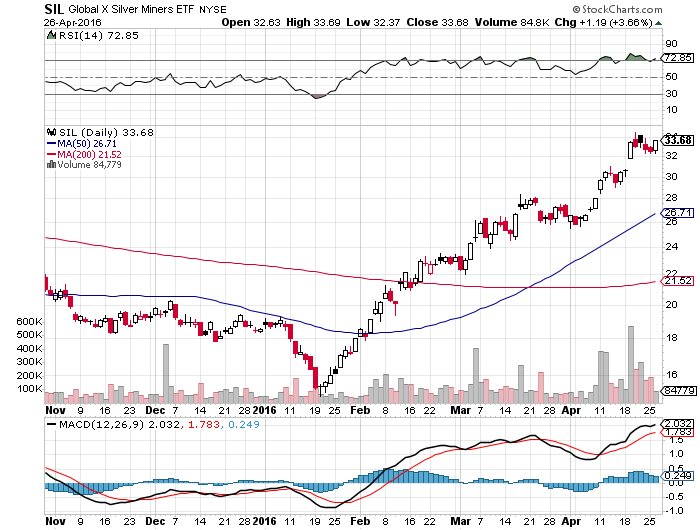 SIL Global X Silver Miners ETF NYSE © StockCharts.com
26-Apr-2016 Open 32.63 High 33.69 Low 32.37 Close 33.68 Volume 84.8K Chg +1.19 (+3.66%)
RSI(14) 72.85
90
72.85
50
30
10
SIL (Daily) 33.68
MA(50) 26.71
MA(200) 21.52
Volume 84,779
33.68
32
30
28
26.71
26
24
22
21.52
20
18
16
600K
500K
400K
300K
200K
100K
84779
Nov 9 16 23 Dec 7 14 21 28 2016 11 19 25 Feb 8 16 22 Mar 7 14 21 28 Apr 11 18 25
MACD(12,26,9) 2.032, 1.783, 0.249
2.032
1.783
1.5
1.0
0.5
0.249
0.0
-0.5
-1.0
Nov 9 16 23 Dec 7 14 21 28 2016 11 19 25 Feb 8 16 22 Mar 7 14 21 28 Apr 11 18 25